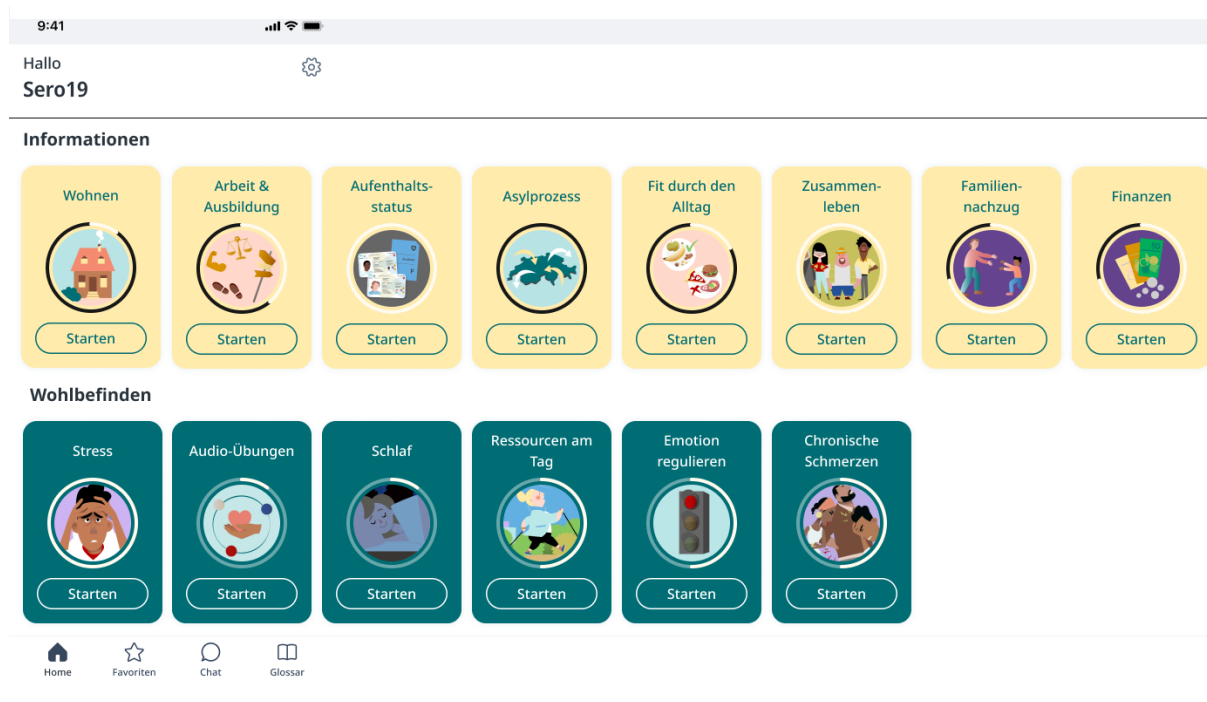 9:41
Hallo
Sero19
Informationen
Wohnen
Arbeit &
Ausbildung
Aufenthalts-
status
Asylprozess
Fit durch den
Alltag
Zusammen-
leben
Familien-
nachzug
Finanzen
Starten
Starten
Starten
Starten
Starten
Starten
Starten
Starten
Wohlbefinden
Stress
Audio-Übungen
Schlaf
Ressourcen am
Tag
Emotion
regulieren
Chronische
Schmerzen
Starten
Starten
Starten
Starten
Starten
Starten
Home
Favoriten
Chat
Glossar